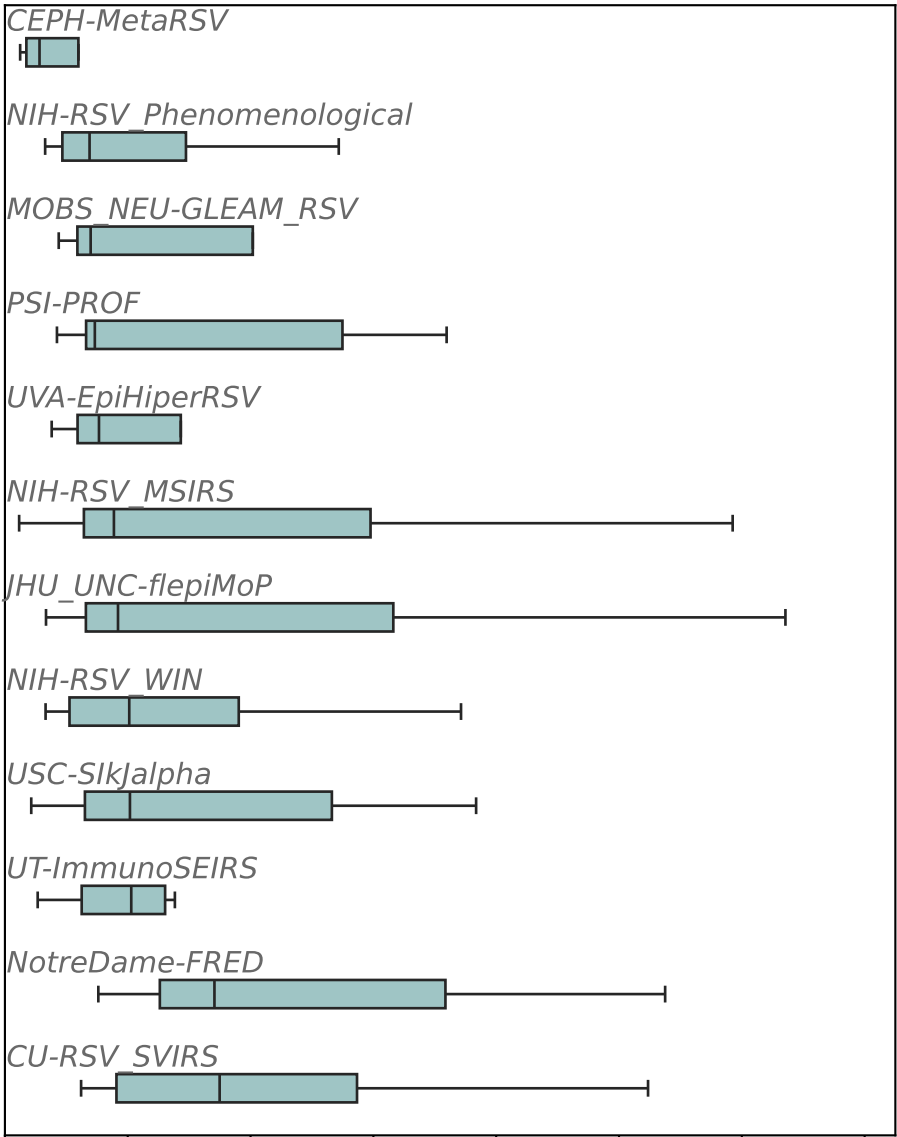 CEPH-MetaRSV
NIH-RSV_Phenomenological
MOBS_NEU-GLEAM_RSV
PSI-PROF
UVA-EpiHiperRSV
NIH-RSV_MSIRS
JHU_UNC-flepiMoP
NIH-RSV_WIN
USC-SIkJalpha
UT-ImmunoSEIRS
NotreDame-FRED
CU-RSV_SVIRS